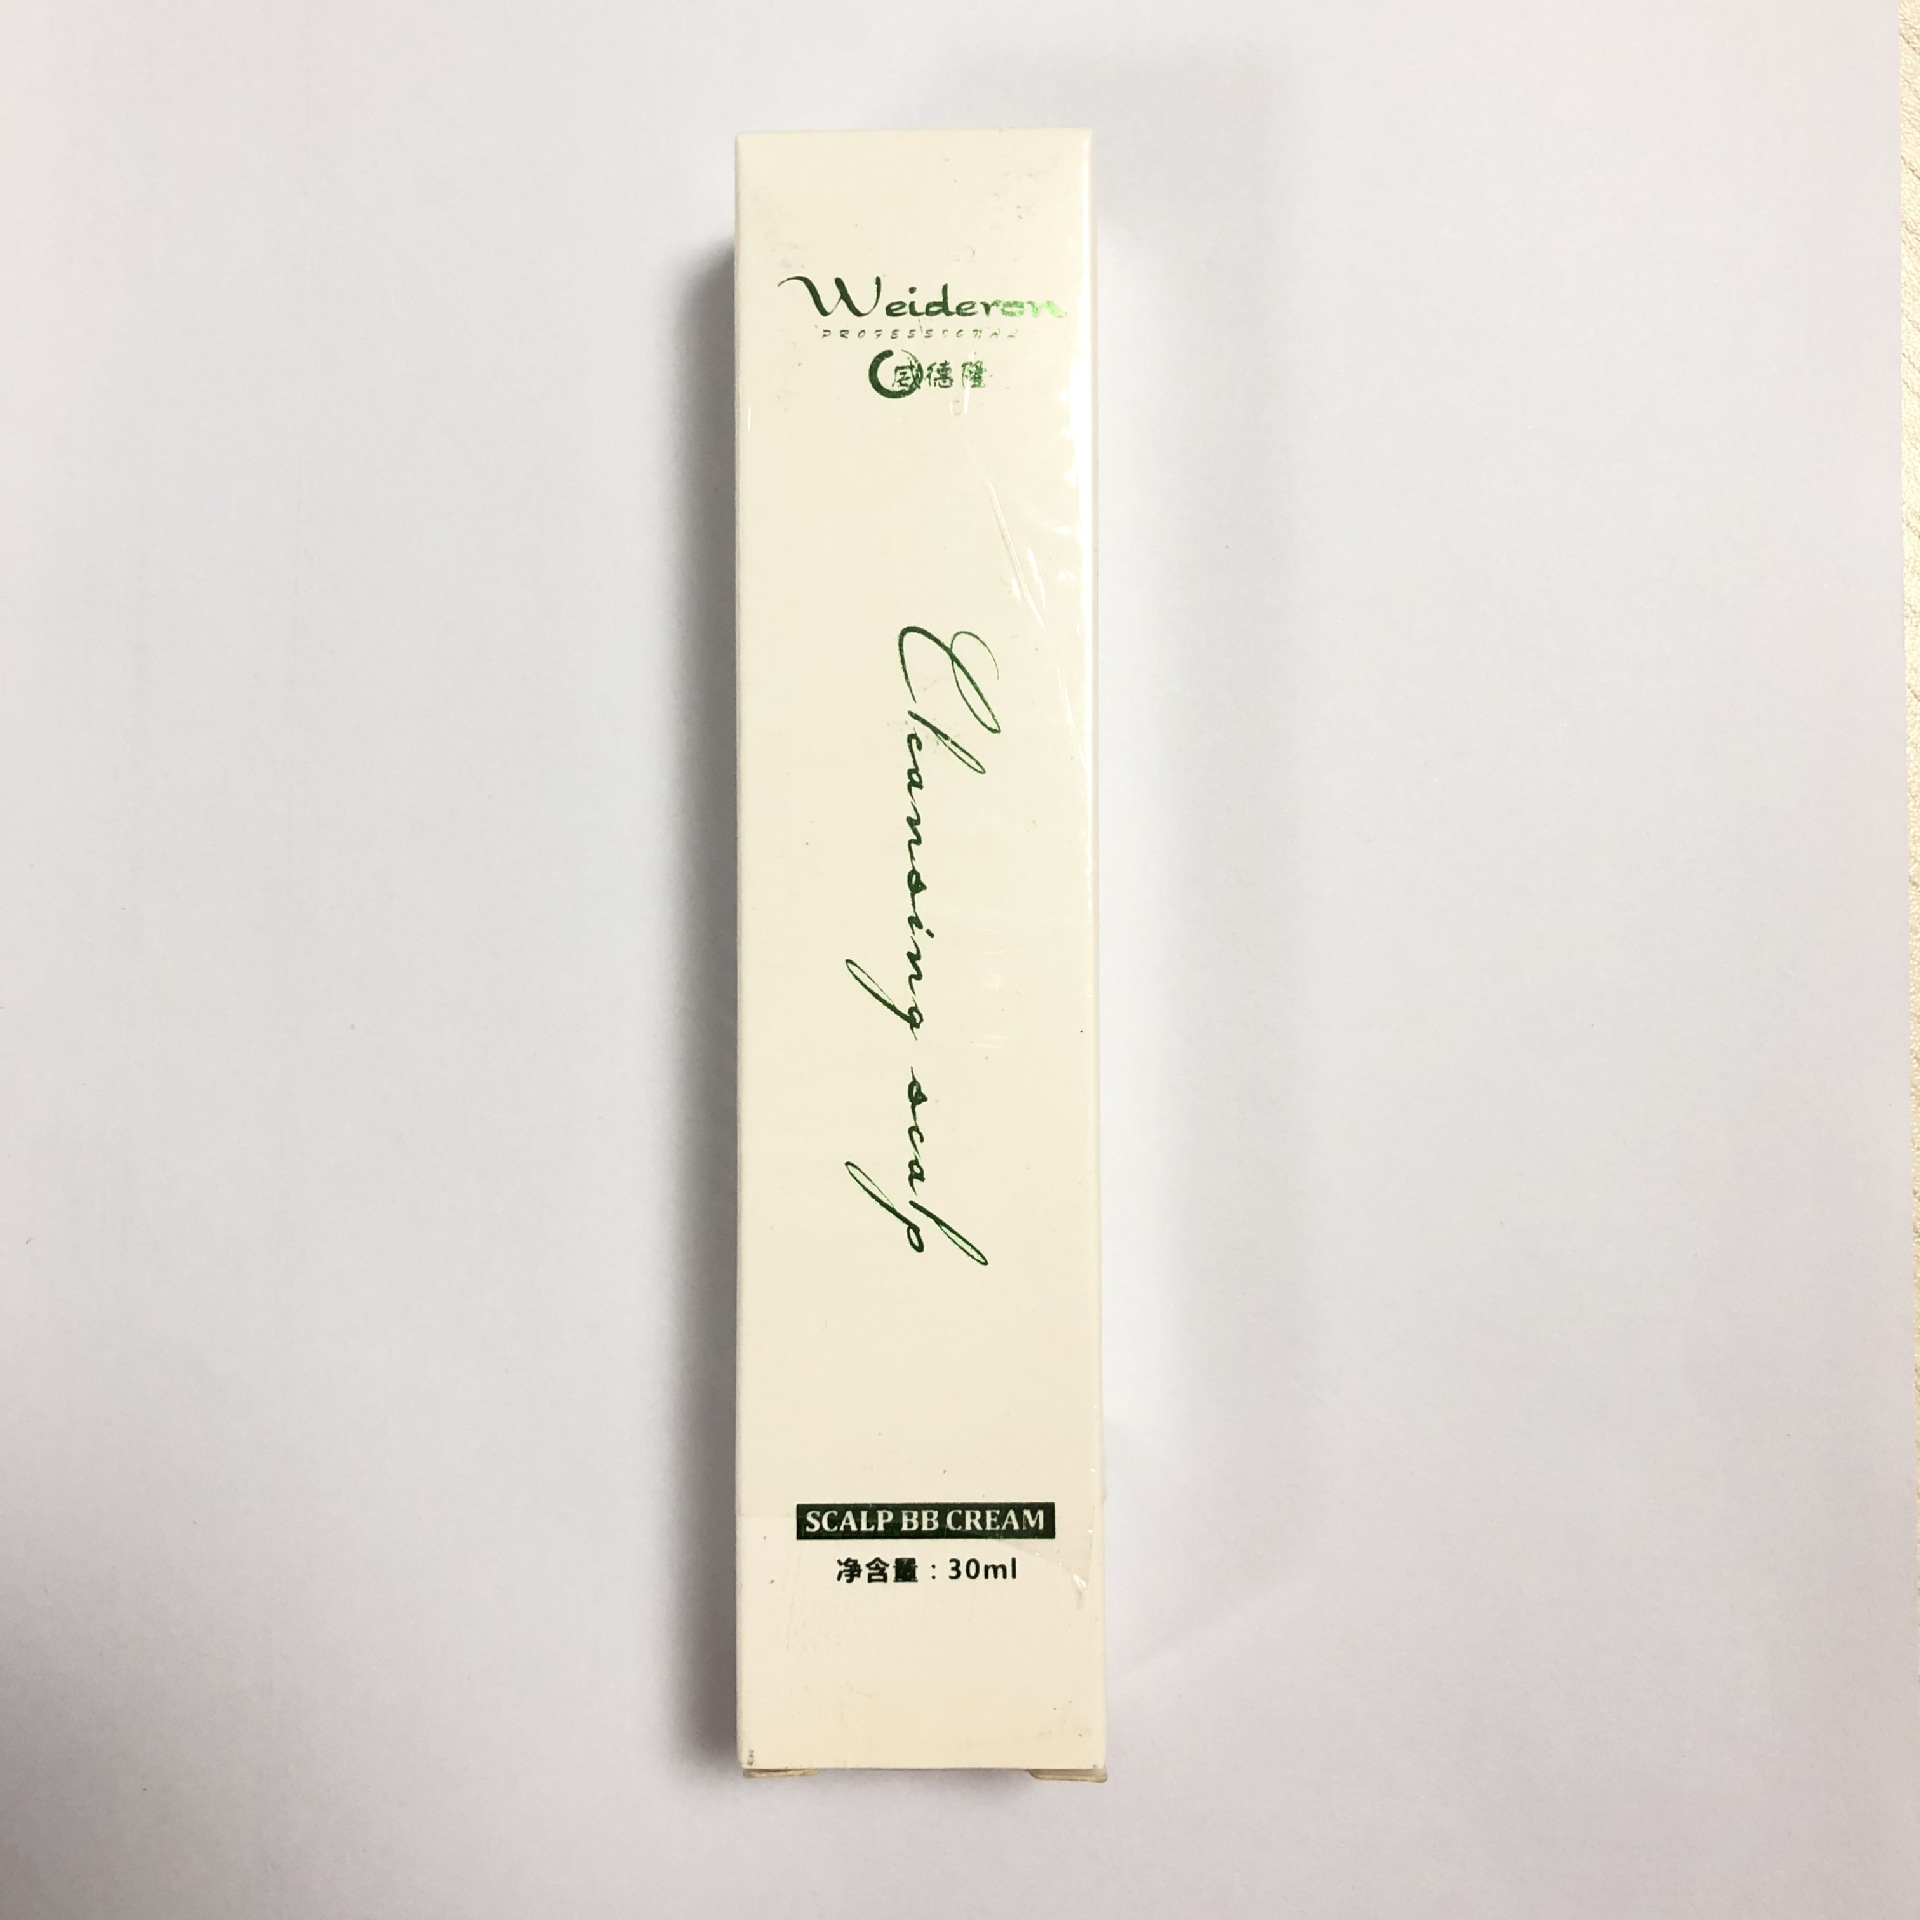 Weideron
PROFESSIONAL
威德隆
Cleansing scalp
SCALP BB CREAM
净含量：30ml